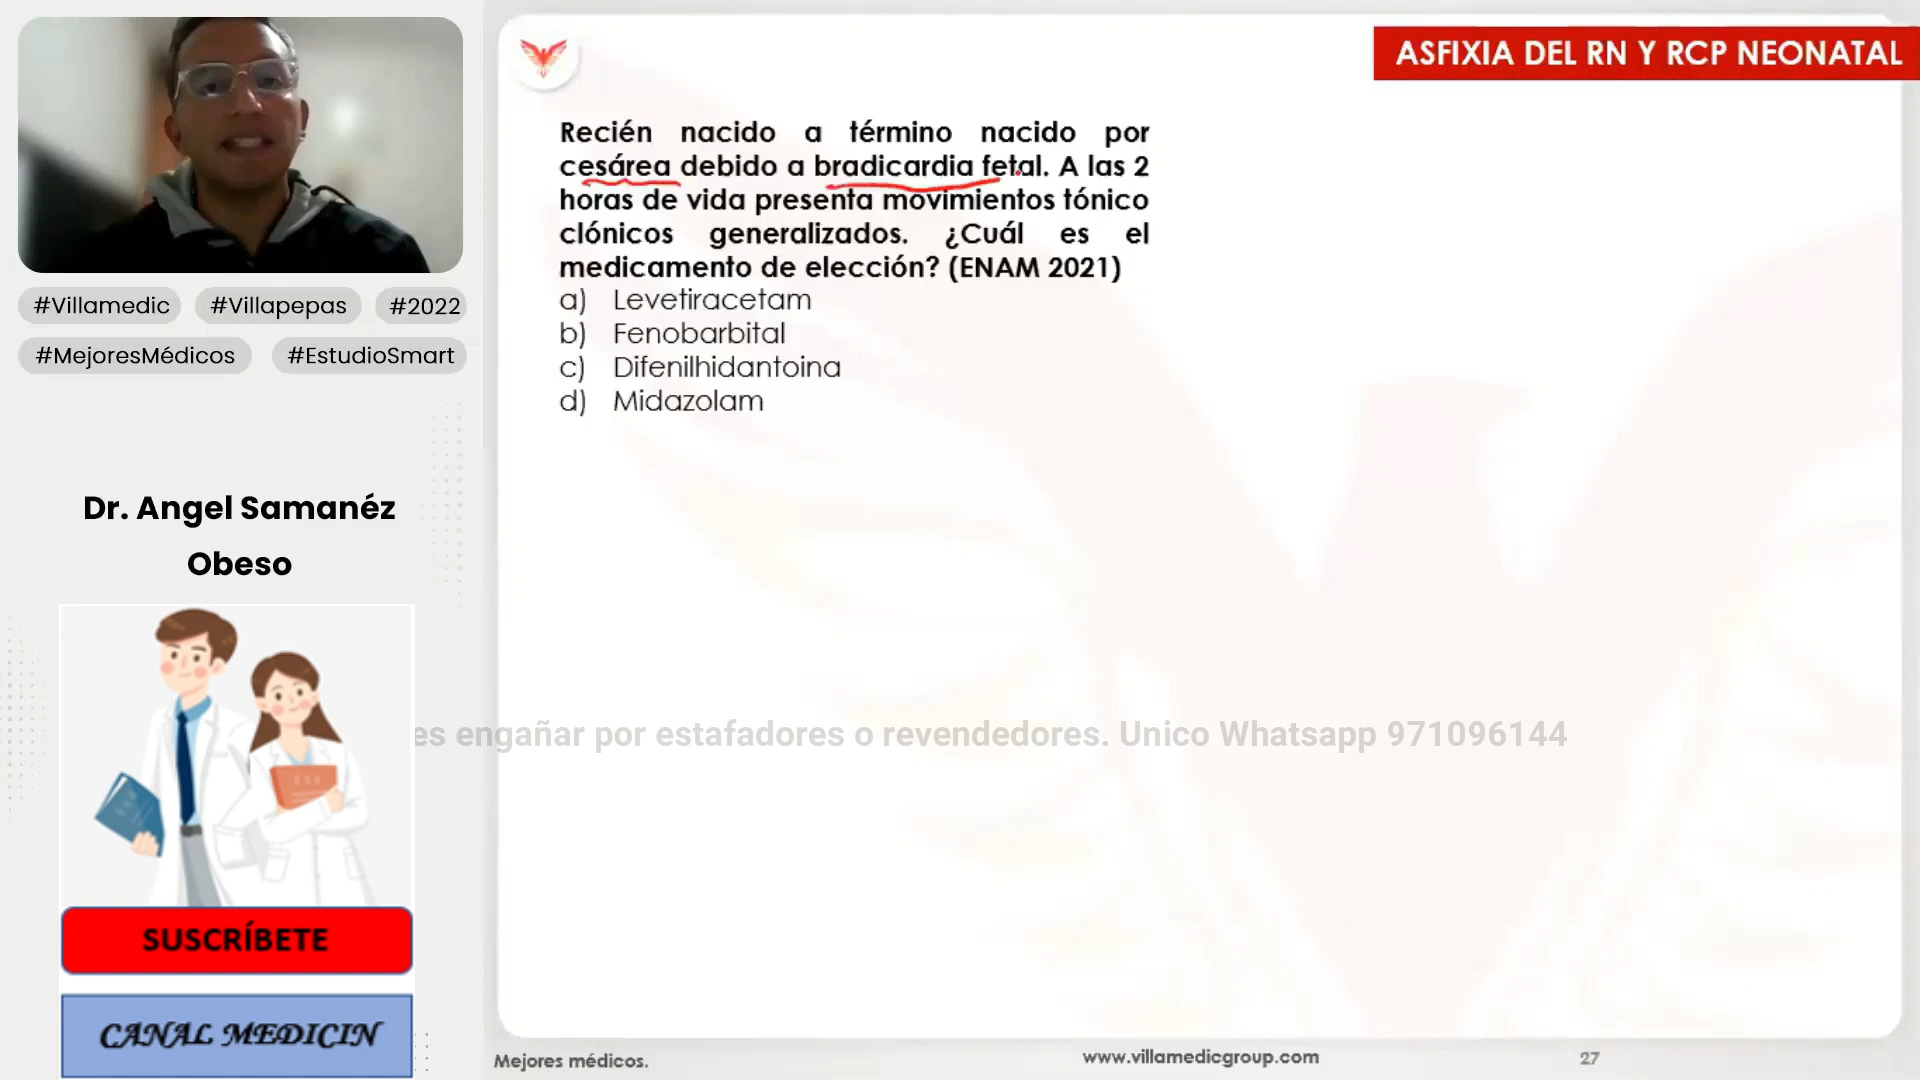 #Villamedic #Villapepas #2022
#MejoresMédicos #EstudioSmart
Dr. Angel Samanéz
Obeso
SUSCRÍBETE
CANAL MEDICIN
ASFIXIA DEL RN Y RCP NEONATAL
Recién nacido a término nacido por
cesárea debido a bradicardia fetal. A las 2
horas de vida presenta movimientos tónico
clónicos generalizados. ¿Cuál es el
medicamento de elección? (ENAM 2021)
a) Levetiracetam
b) Fenobarbital
c) Difenilhidantoina
d) Midazolam
es engañar por estafadores o revendedores. Unico Whatsapp 971096144
Mejores médicos. www.villamedicgroup.com 27